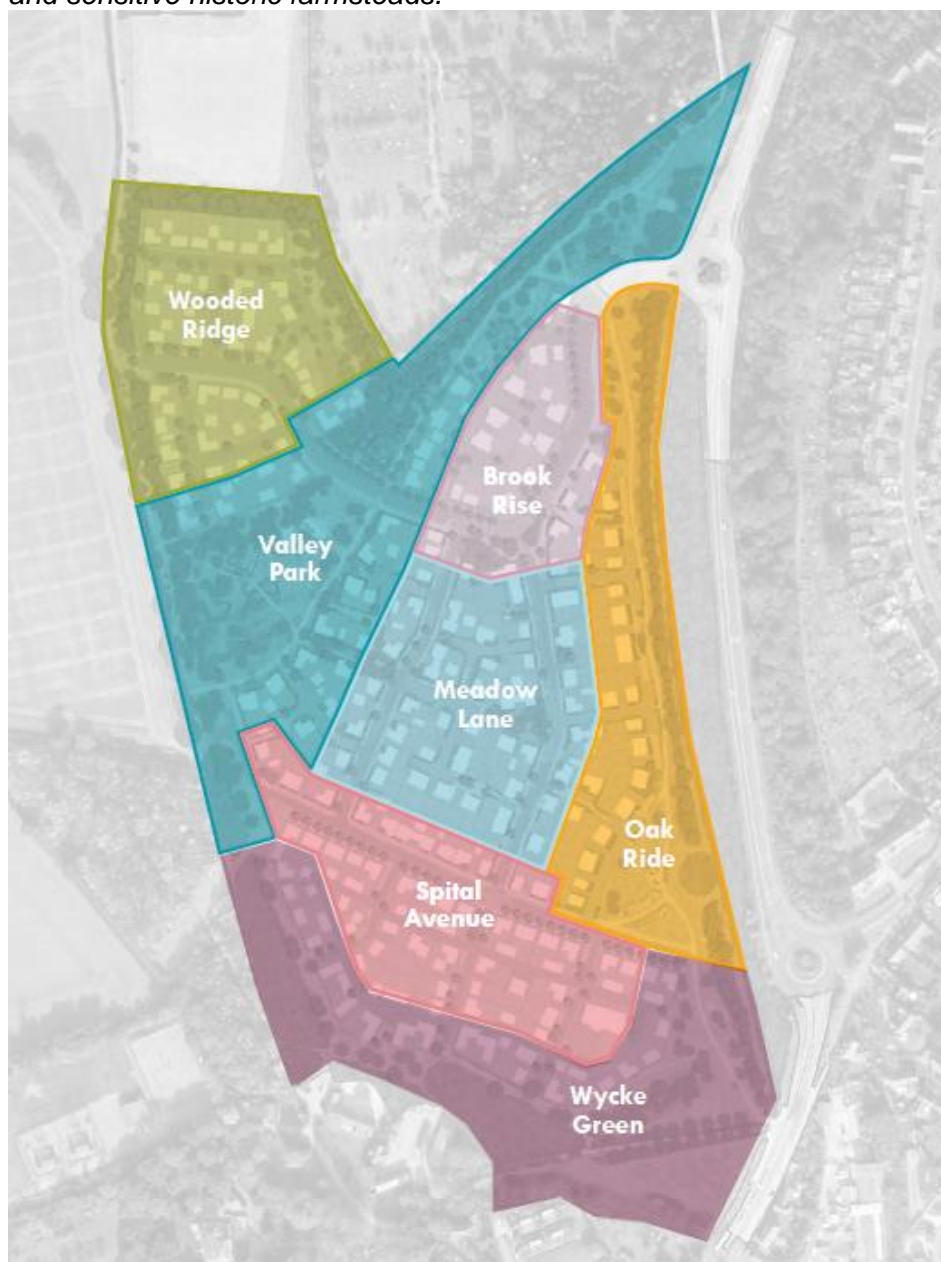 and sensitive historic farmsteads.
Wooded
Ridge
Brook
Rise
Valley
Park
Meadow
Lane
Oak
Ride
Spital
Avenue
Wycke
Green